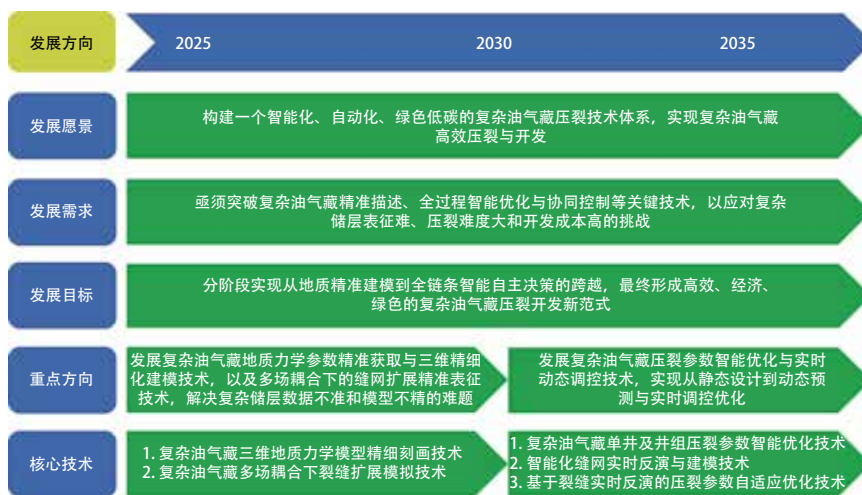 发展方向
2025 2030 2035
发展愿景
构建一个智能化、自动化、绿色低碳的复杂油气藏压裂技术体系，实现复杂油气藏
高效压裂与开发
发展需求
亟须突破复杂油气藏精准描述、全过程智能优化与协同控制等关键技术，以应对复杂
储层表征难、压裂难度大和开发成本高的挑战
发展目标
分阶段实现从地质精准建模到全链条智能自主决策的跨越，最终形成高效、经济、
绿色的复杂油气藏压裂开发新范式
重点方向
发展复杂油气藏地质力学参数精准获取与三维精细
化建模技术，以及多场耦合下的缝网扩展精准表征
技术，解决复杂储层数据不准和模型不精的难题
发展复杂油气藏压裂参数智能优化与实时
动态调控技术，实现从静态设计到动态预
测与实时调控优化
核心技术
1. 复杂油气藏三维地质力学模型精细刻画技术
2. 复杂油气藏多场耦合下裂缝扩展模拟技术
1. 复杂油气藏单井及井组压裂参数智能优化技术
2. 智能化缝网实时反演与建模技术
3. 基于裂缝实时反演的压裂参数自适应优化技术